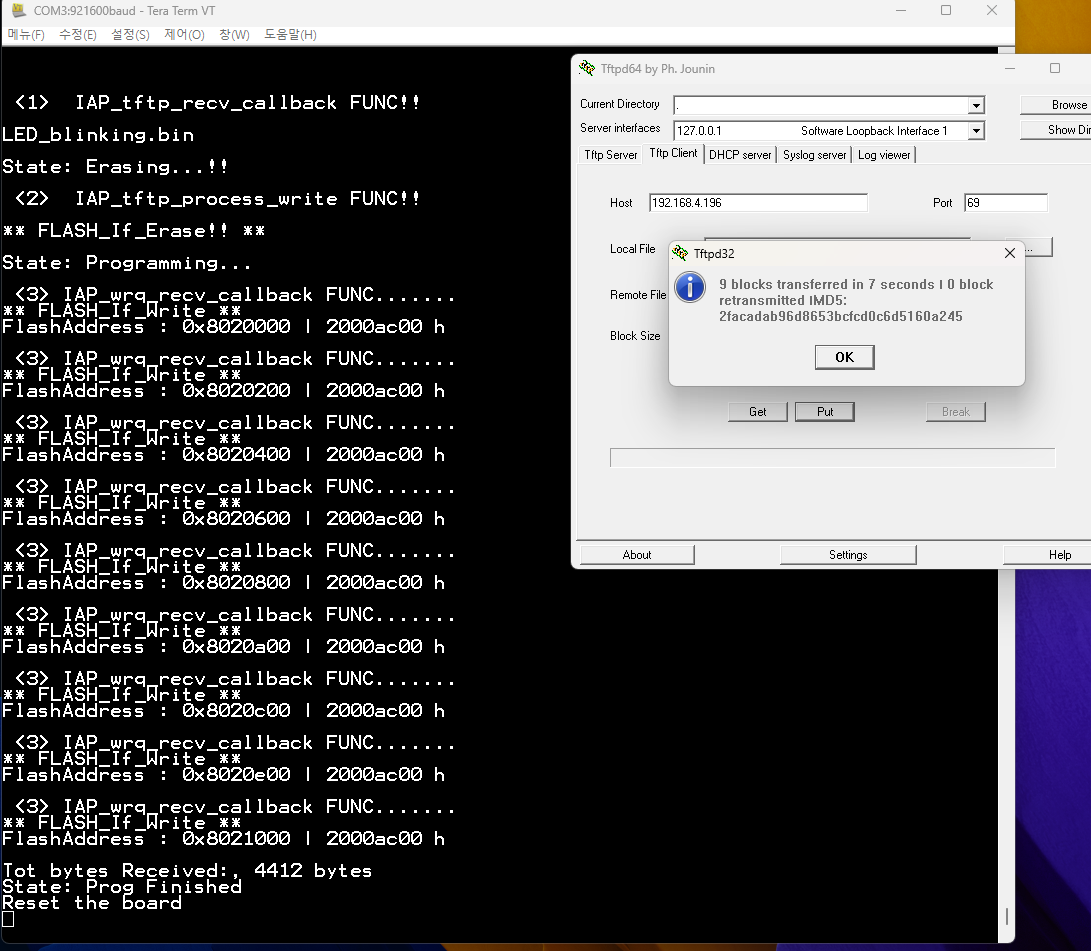 COM3:921600baud - Tera Term VT
메뉴(F) 수정(E) 설정(S) 제어(O) 창(W) 도움말(H)
<1> IAP_tftp_recv_callback FUNC!!
LED_blinking.bin
State: Erasing...!!
<2> IAP_tftp_process_write FUNC!!
** FLASH_If_Erase!! **
State: Programming...
<3> IAP_wrq_recv_callback FUNC.......
** FLASH_If_Write **
FlashAddress : 0x8020000 | 2000ac00 h
<3> IAP_wrq_recv_callback FUNC.......
** FLASH_If_Write **
FlashAddress : 0x8020200 | 2000ac00 h
<3> IAP_wrq_recv_callback FUNC.......
** FLASH_If_Write **
FlashAddress : 0x8020400 | 2000ac00 h
<3> IAP_wrq_recv_callback FUNC.......
** FLASH_If_Write **
FlashAddress : 0x8020600 | 2000ac00 h
<3> IAP_wrq_recv_callback FUNC.......
** FLASH_If_Write **
FlashAddress : 0x8020800 | 2000ac00 h
<3> IAP_wrq_recv_callback FUNC.......
** FLASH_If_Write **
FlashAddress : 0x8020a00 | 2000ac00 h
<3> IAP_wrq_recv_callback FUNC.......
** FLASH_If_Write **
FlashAddress : 0x8020c00 | 2000ac00 h
<3> IAP_wrq_recv_callback FUNC.......
** FLASH_If_Write **
FlashAddress : 0x8020e00 | 2000ac00 h
<3> IAP_wrq_recv_callback FUNC.......
** FLASH_If_Write **
FlashAddress : 0x8021000 | 2000ac00 h
Tot bytes Received:, 4412 bytes
State: Prog Finished
Reset the board
Tftpd64 by Ph. Jounin
Current Directory . Browse
Server interfaces 127.0.0.1 Software Loopback Interface 1 Show Dir
Tftp Server Tftp Client DHCP server Syslog server Log viewer
Host 192.168.4.196 Port 69
Local File ...
Remote File
Block Size
Tftpd32
9 blocks transferred in 7 seconds I 0 block
retransmitted IMD5:
2facadab96d8653bcfcd0c6d5160a245
OK
Get Put Break
About Settings Help